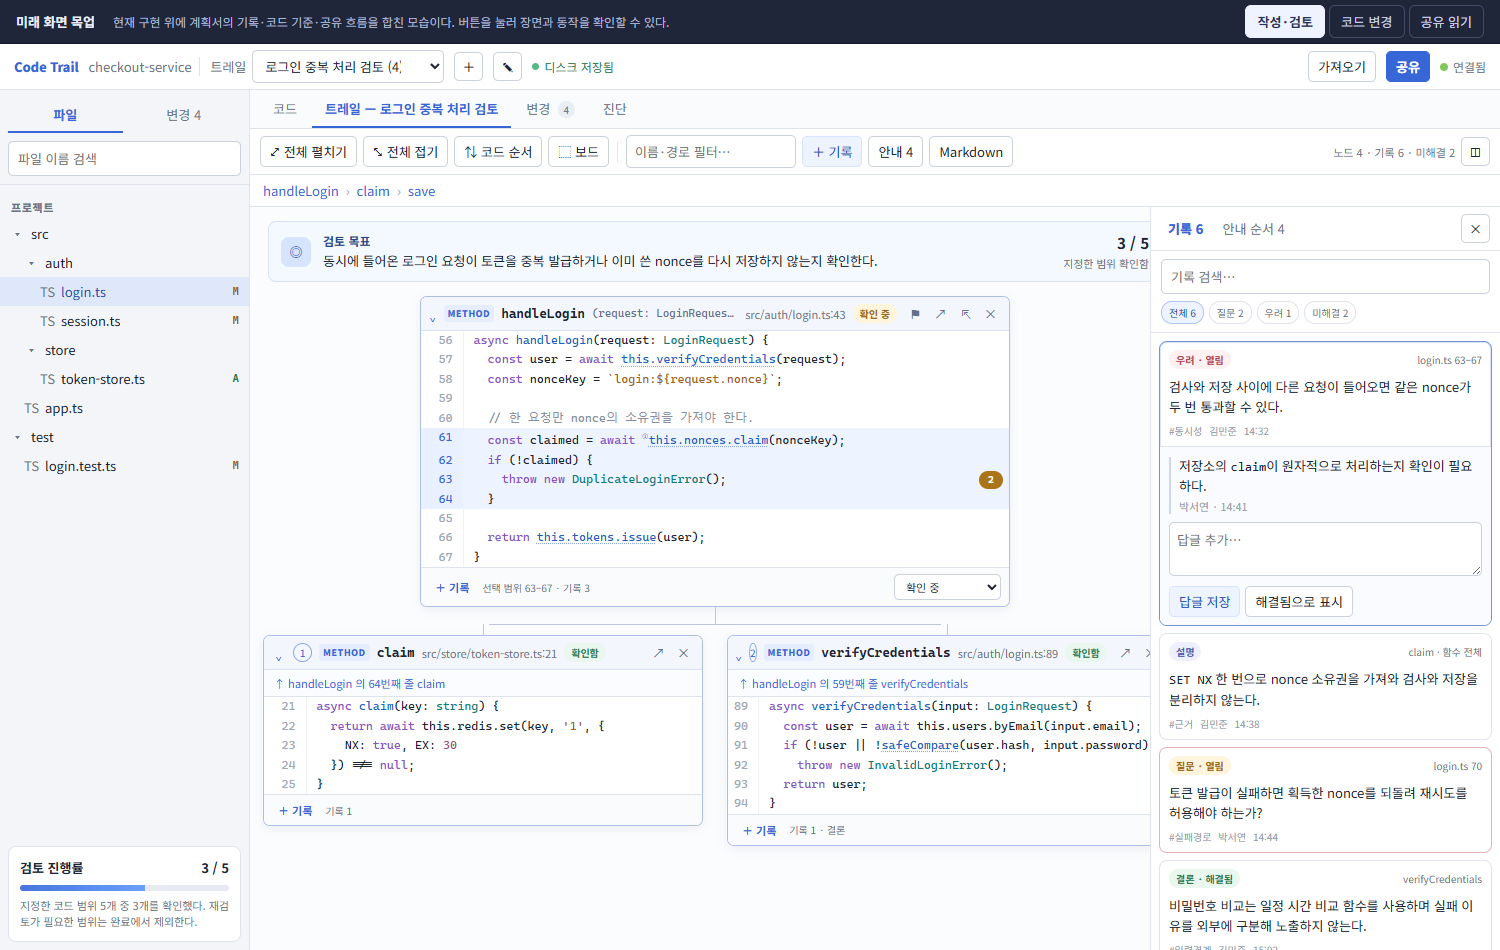 미래 화면 목업 현재 구현 위에 계획서의 기록·코드 기준·공유 흐름을 합친 모습이다. 버튼을 눌러 장면과 동작을 확인할 수 있다. 작성·검토 코드 변경 공유 읽기
Code Trail checkout-service 트레일 로그인 중복 처리 검토 (4) + ✎ 디스크 저장됨 가져오기 공유 연결됨
파일 변경 4
파일 이름 검색
프로젝트
src
auth
TS login.ts M
TS session.ts M
store
TS token-store.ts A
TS app.ts
test
TS login.test.ts M
검토 진행률 3 / 5
지정한 코드 범위 5개 중 3개를 확인했다. 재검
토가 필요한 범위는 완료에서 제외한다.
코드 트레일 — 로그인 중복 처리 검토 변경 4 진단
⤢ 전체 펼치기 ⤡ 전체 접기 ⇅ 코드 순서 보드 이름·경로 필터… + 기록 안내 4 Markdown 노드 4 · 기록 6 · 미해결 2
handleLogin › claim › save
검토 목표
동시에 들어온 로그인 요청이 토큰을 중복 발급하거나 이미 쓴 nonce를 다시 저장하지 않는지 확인한다.
3 / 5
지정한 범위 확인함
METHOD handleLogin (request: LoginReques… src/auth/login.ts:43 확인 중 ↗ ↖ ×
56 async handleLogin(request: LoginRequest) {
57 const user = await this.verifyCredentials(request);
58 const nonceKey = `login:${request.nonce}`;
59
60 // 한 요청만 nonce의 소유권을 가져야 한다.
61 const claimed = await this.nonces.claim(nonceKey);
62 if (!claimed) {
63 throw new DuplicateLoginError(); 2
64 }
65
66 return this.tokens.issue(user);
67 }
+ 기록 선택 범위 63–67 · 기록 3 확인 중
1 METHOD claim src/store/token-store.ts:21 확인함 ↗ ×
↑ handleLogin 의 64번째 줄 claim
21 async claim(key: string) {
22 return await this.redis.set(key, '1', {
23 NX: true, EX: 30
24 }) !== null;
25 }
+ 기록 기록 1
2 METHOD verifyCredentials src/auth/login.ts:89 확인함 ↗
↑ handleLogin 의 59번째 줄 verifyCredentials
89 async verifyCredentials(input: LoginRequest) {
90 const user = await this.users.byEmail(input.email);
91 if (!user || !safeCompare(user.hash, input.password)
92 throw new InvalidLoginError();
93 return user;
94 }
+ 기록 기록 1 · 결론
기록 6 안내 순서 4 ×
기록 검색…
전체 6 질문 2 우려 1 미해결 2
우려 · 열림 login.ts 63–67
검사와 저장 사이에 다른 요청이 들어오면 같은 nonce가
두 번 통과할 수 있다.
#동시성 김민준 14:32
저장소의 claim이 원자적으로 처리하는지 확인이 필요
하다.
박서연 · 14:41
답글 추가…
답글 저장 해결됨으로 표시
설명 claim · 함수 전체
SET NX 한 번으로 nonce 소유권을 가져와 검사와 저장을
분리하지 않는다.
#근거 김민준 14:38
질문 · 열림 login.ts 70
토큰 발급이 실패하면 획득한 nonce를 되돌려 재시도를
허용해야 하는가?
#실패경로 박서연 14:44
결론 · 해결됨 verifyCredentials
비밀번호 비교는 일정 시간 비교 함수를 사용하며 실패 이
유를 외부에 구분해 노출하지 않는다.